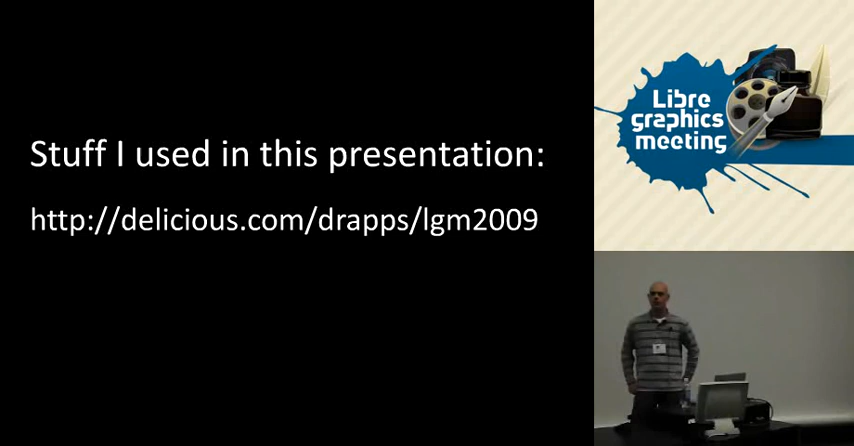 Stuff I used in this presentation:
http://delicious.com/drapps/lgm2009
Libre
graphics
meeting